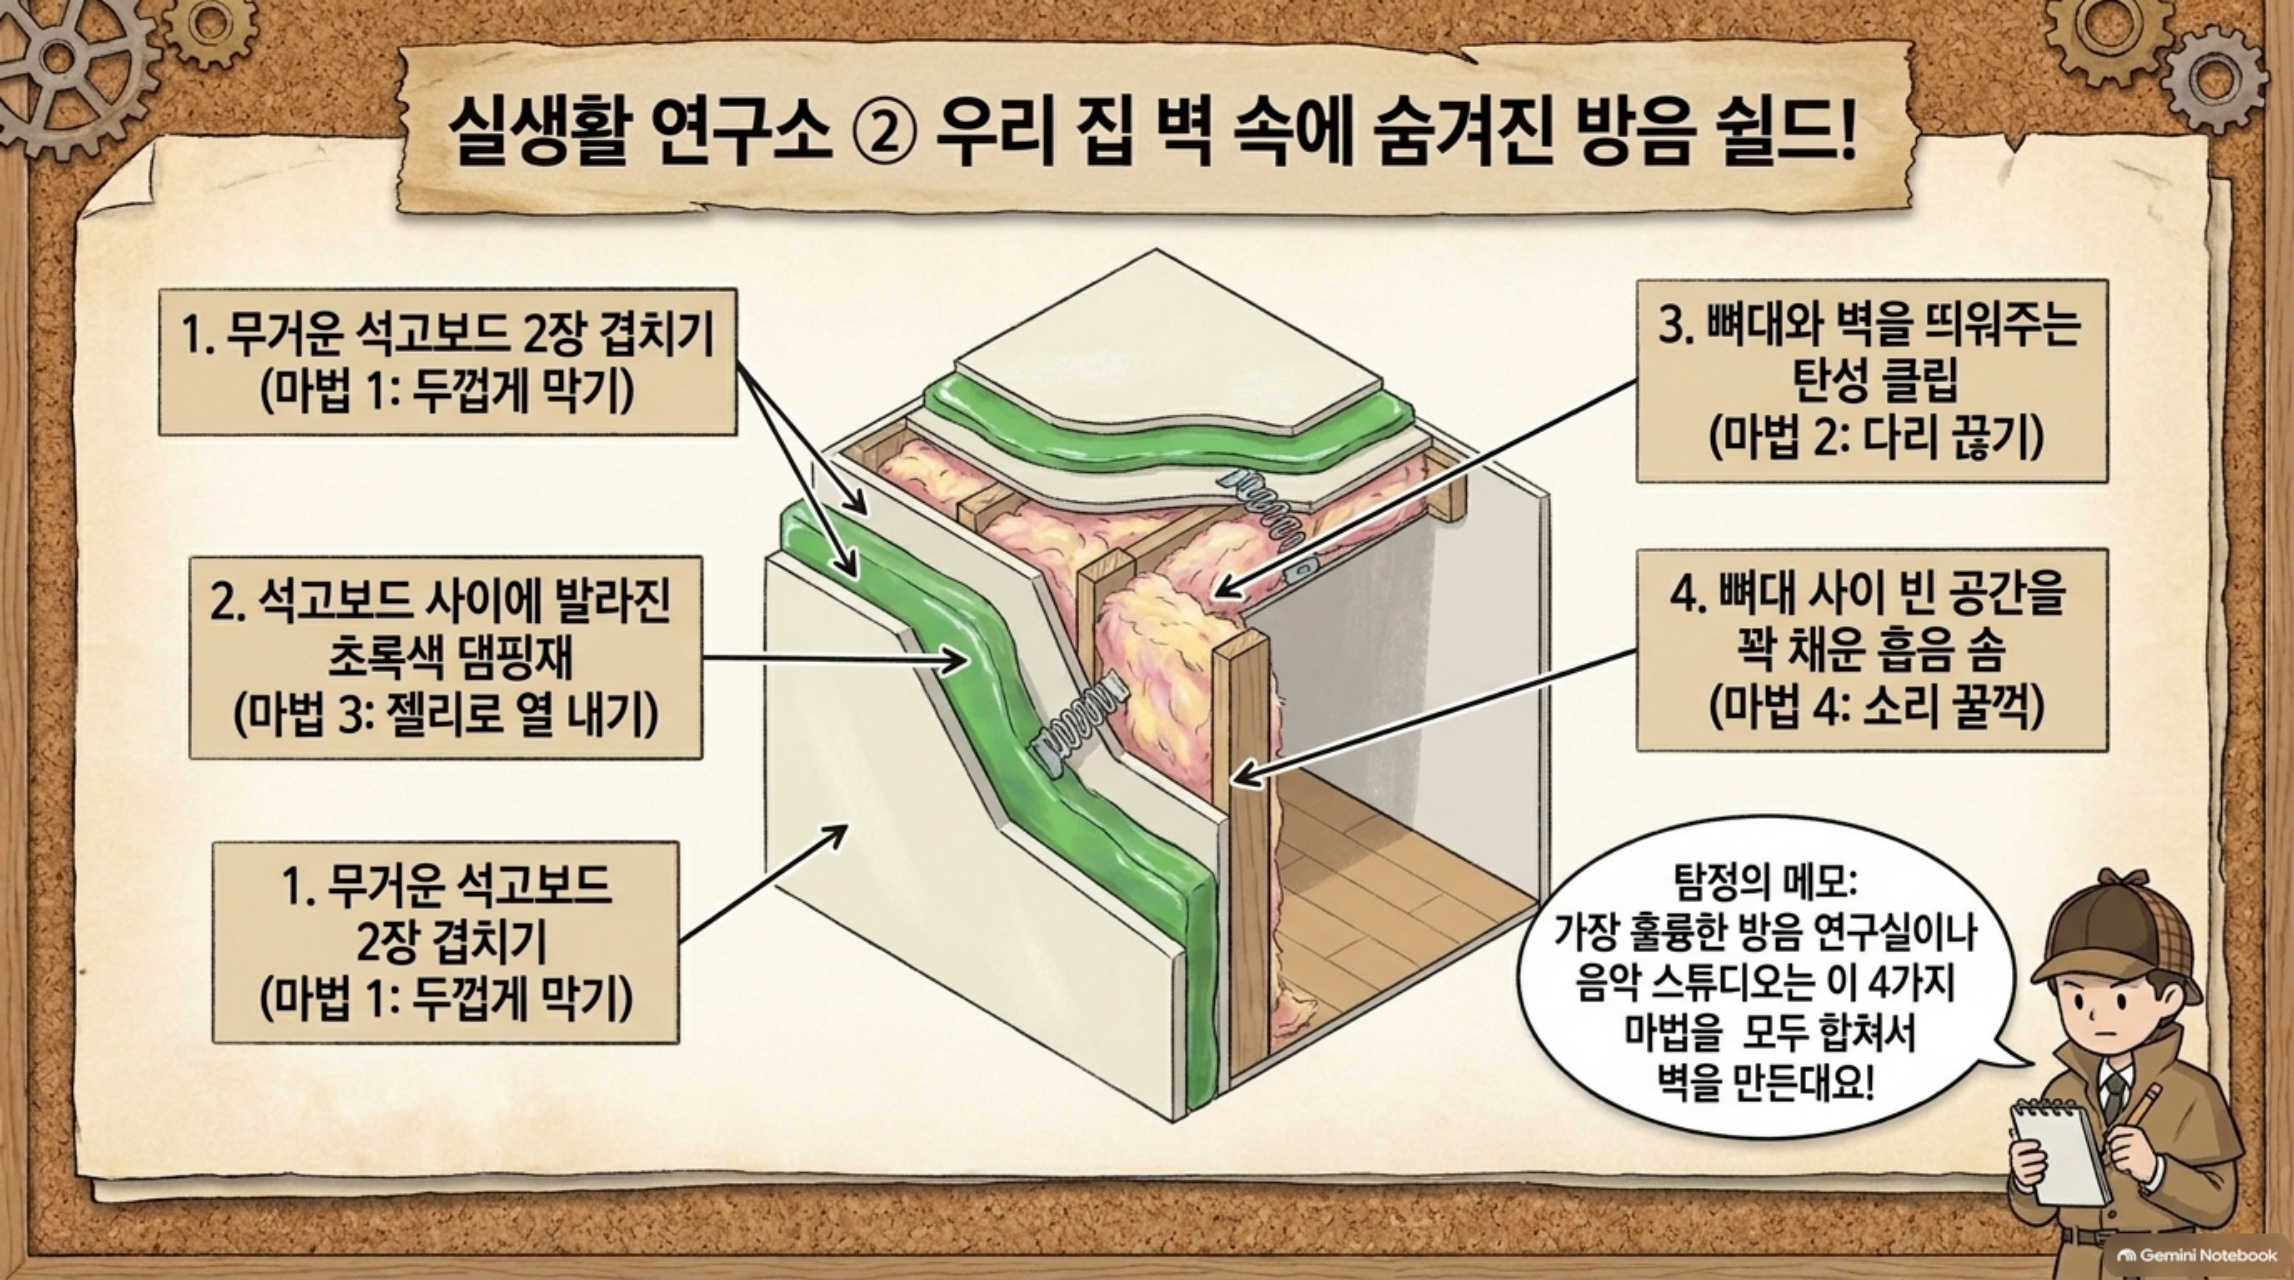 실생활 연구소 ② 우리 집 벽 속에 숨겨진 방음 쉴드!
1. 무거운 석고보드 2장 겹치기
(마법 1: 두껍게 막기)
2. 석고보드 사이에 발라진
초록색 댐핑재
(마법 3: 젤리로 열 내기)
1. 무거운 석고보드
2장 겹치기
(마법 1: 두껍게 막기)
3. 뼈대와 벽을 띄워주는
탄성 클립
(마법 2: 다리 끊기)
4. 뼈대 사이 빈 공간을
꽉 채운 흡음 솜
(마법 4: 소리 꿀꺽)
탐정의 메모:
가장 훌륭한 방음 연구실이나
음악 스튜디오는 이 4가지
마법을 모두 합쳐서
벽을 만든대요!
Gemini Notebook